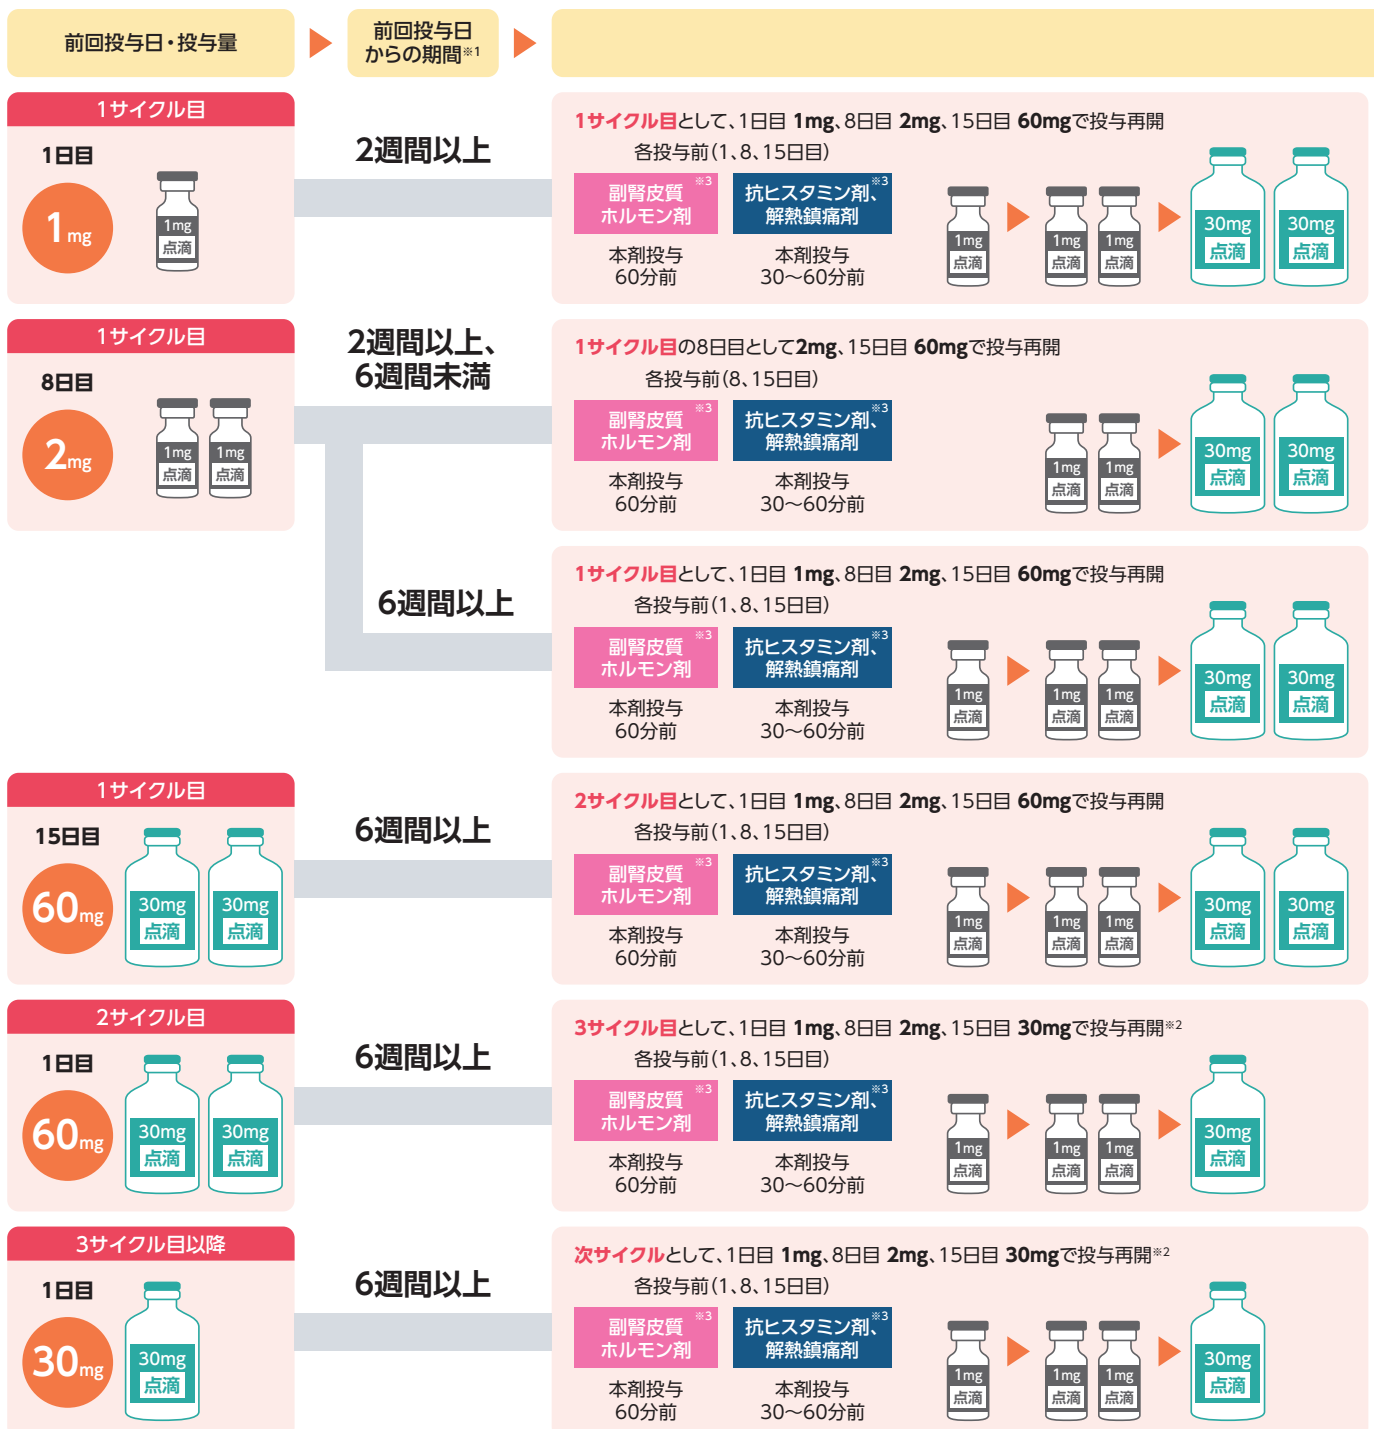 前回投与日・投与量
前回投与日
からの期間※1
1サイクル目
1日目
1mg
1mg
点滴
2週間以上
1サイクル目として、1日目 1mg、8日目 2mg、15日目 60mgで投与再開
各投与前(1、8、15日目)
副腎皮質
ホルモン剤※3
本剤投与
60分前
抗ヒスタミン剤、
解熱鎮痛剤※3
本剤投与
30〜60分前
1mg
点滴
1mg
点滴
1mg
点滴
30mg
点滴
30mg
点滴
1サイクル目
8日目
2mg
1mg
点滴
1mg
点滴
2週間以上、
6週間未満
1サイクル目の8日目として2mg、15日目 60mgで投与再開
各投与前(8、15日目)
副腎皮質
ホルモン剤※3
本剤投与
60分前
抗ヒスタミン剤、
解熱鎮痛剤※3
本剤投与
30〜60分前
1mg
点滴
1mg
点滴
30mg
点滴
30mg
点滴
6週間以上
1サイクル目として、1日目 1mg、8日目 2mg、15日目 60mgで投与再開
各投与前(1、8、15日目)
副腎皮質
ホルモン剤※3
本剤投与
60分前
抗ヒスタミン剤、
解熱鎮痛剤※3
本剤投与
30〜60分前
1mg
点滴
1mg
点滴
1mg
点滴
30mg
点滴
30mg
点滴
1サイクル目
15日目
60mg
30mg
点滴
30mg
点滴
6週間以上
2サイクル目として、1日目 1mg、8日目 2mg、15日目 60mgで投与再開
各投与前(1、8、15日目)
副腎皮質
ホルモン剤※3
本剤投与
60分前
抗ヒスタミン剤、
解熱鎮痛剤※3
本剤投与
30〜60分前
1mg
点滴
1mg
点滴
1mg
点滴
30mg
点滴
30mg
点滴
2サイクル目
1日目
60mg
30mg
点滴
30mg
点滴
6週間以上
3サイクル目として、1日目 1mg、8日目 2mg、15日目 30mgで投与再開※2
各投与前(1、8、15日目)
副腎皮質
ホルモン剤※3
本剤投与
60分前
抗ヒスタミン剤、
解熱鎮痛剤※3
本剤投与
30〜60分前
1mg
点滴
1mg
点滴
1mg
点滴
30mg
点滴
3サイクル目以降
1日目
30mg
30mg
点滴
6週間以上
次サイクルとして、1日目 1mg、8日目 2mg、15日目 30mgで投与再開※2
各投与前(1、8、15日目)
副腎皮質
ホルモン剤※3
本剤投与
60分前
抗ヒスタミン剤、
解熱鎮痛剤※3
本剤投与
30〜60分前
1mg
点滴
1mg
点滴
1mg
点滴
30mg
点滴